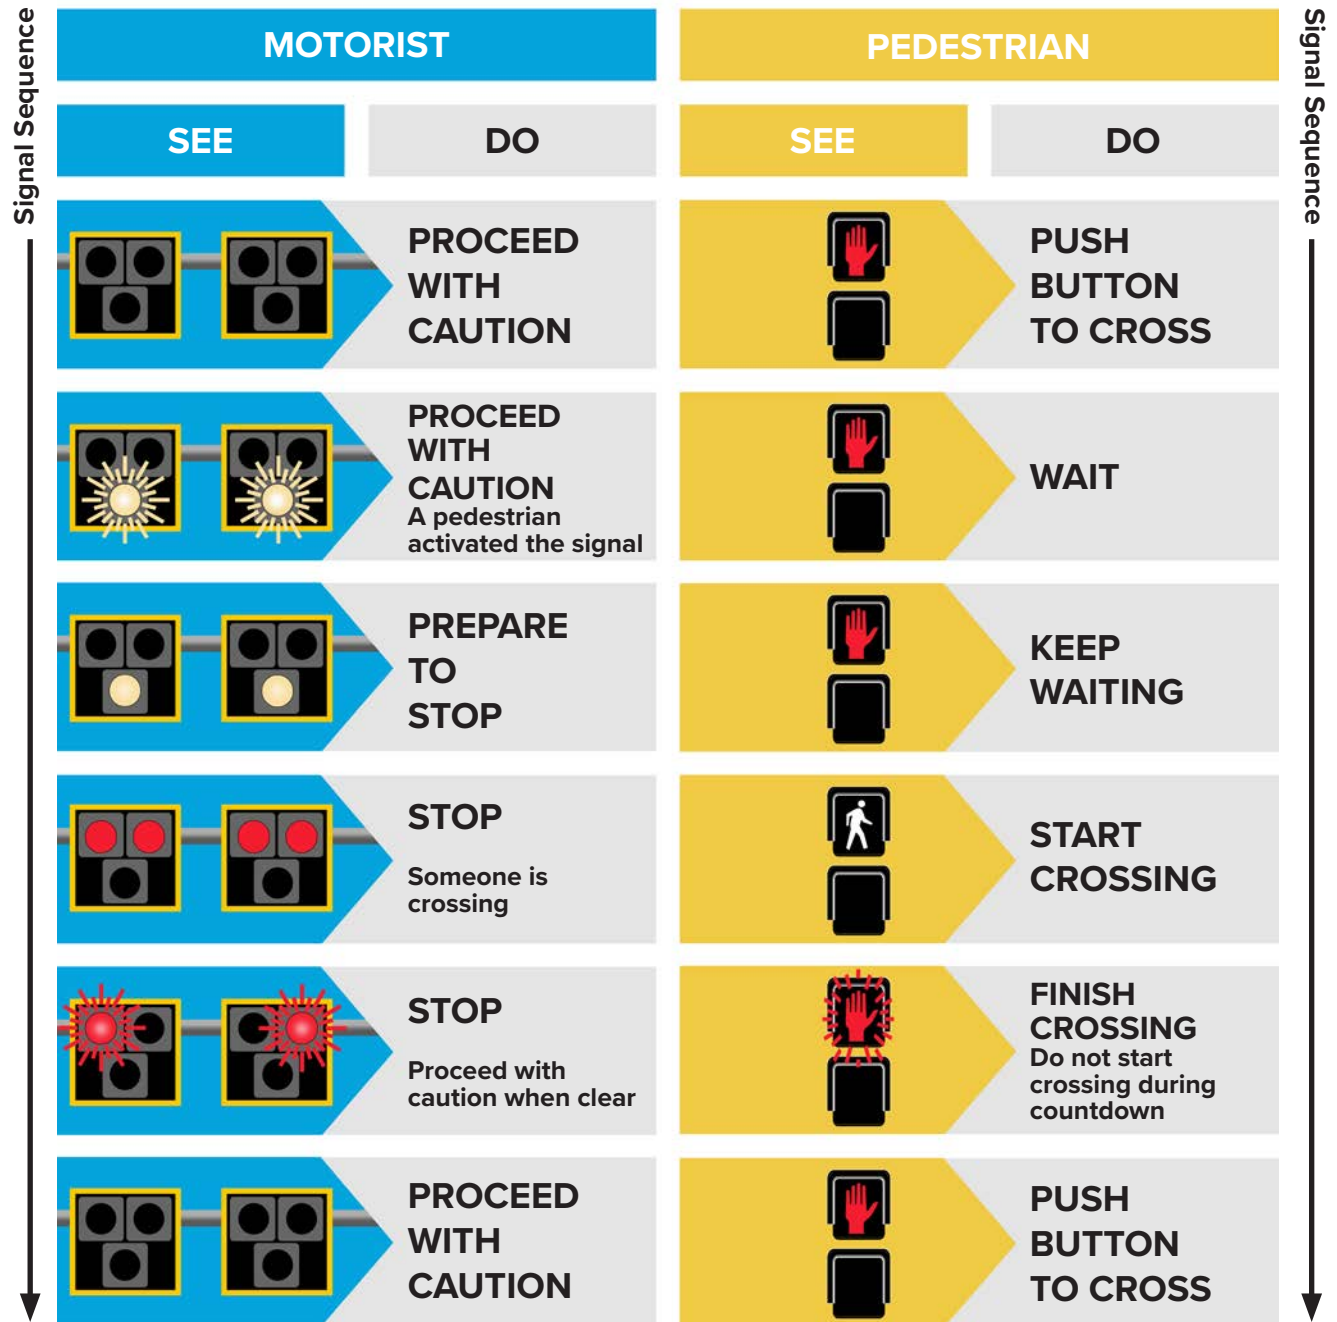 Signal Sequence
MOTORIST
PEDESTRIAN
Signal Sequence
SEE
DO
SEE
DO
PROCEED
WITH
CAUTION
PUSH
BUTTON
TO CROSS
PROCEED
WITH
CAUTION
A pedestrian
activated the signal
WAIT
PREPARE
TO
STOP
KEEP
WAITING
STOP
Someone is
crossing
START
CROSSING
STOP
Proceed with
caution when clear
FINISH
CROSSING
Do not start
crossing during
countdown
PROCEED
WITH
CAUTION
PUSH
BUTTON
TO CROSS